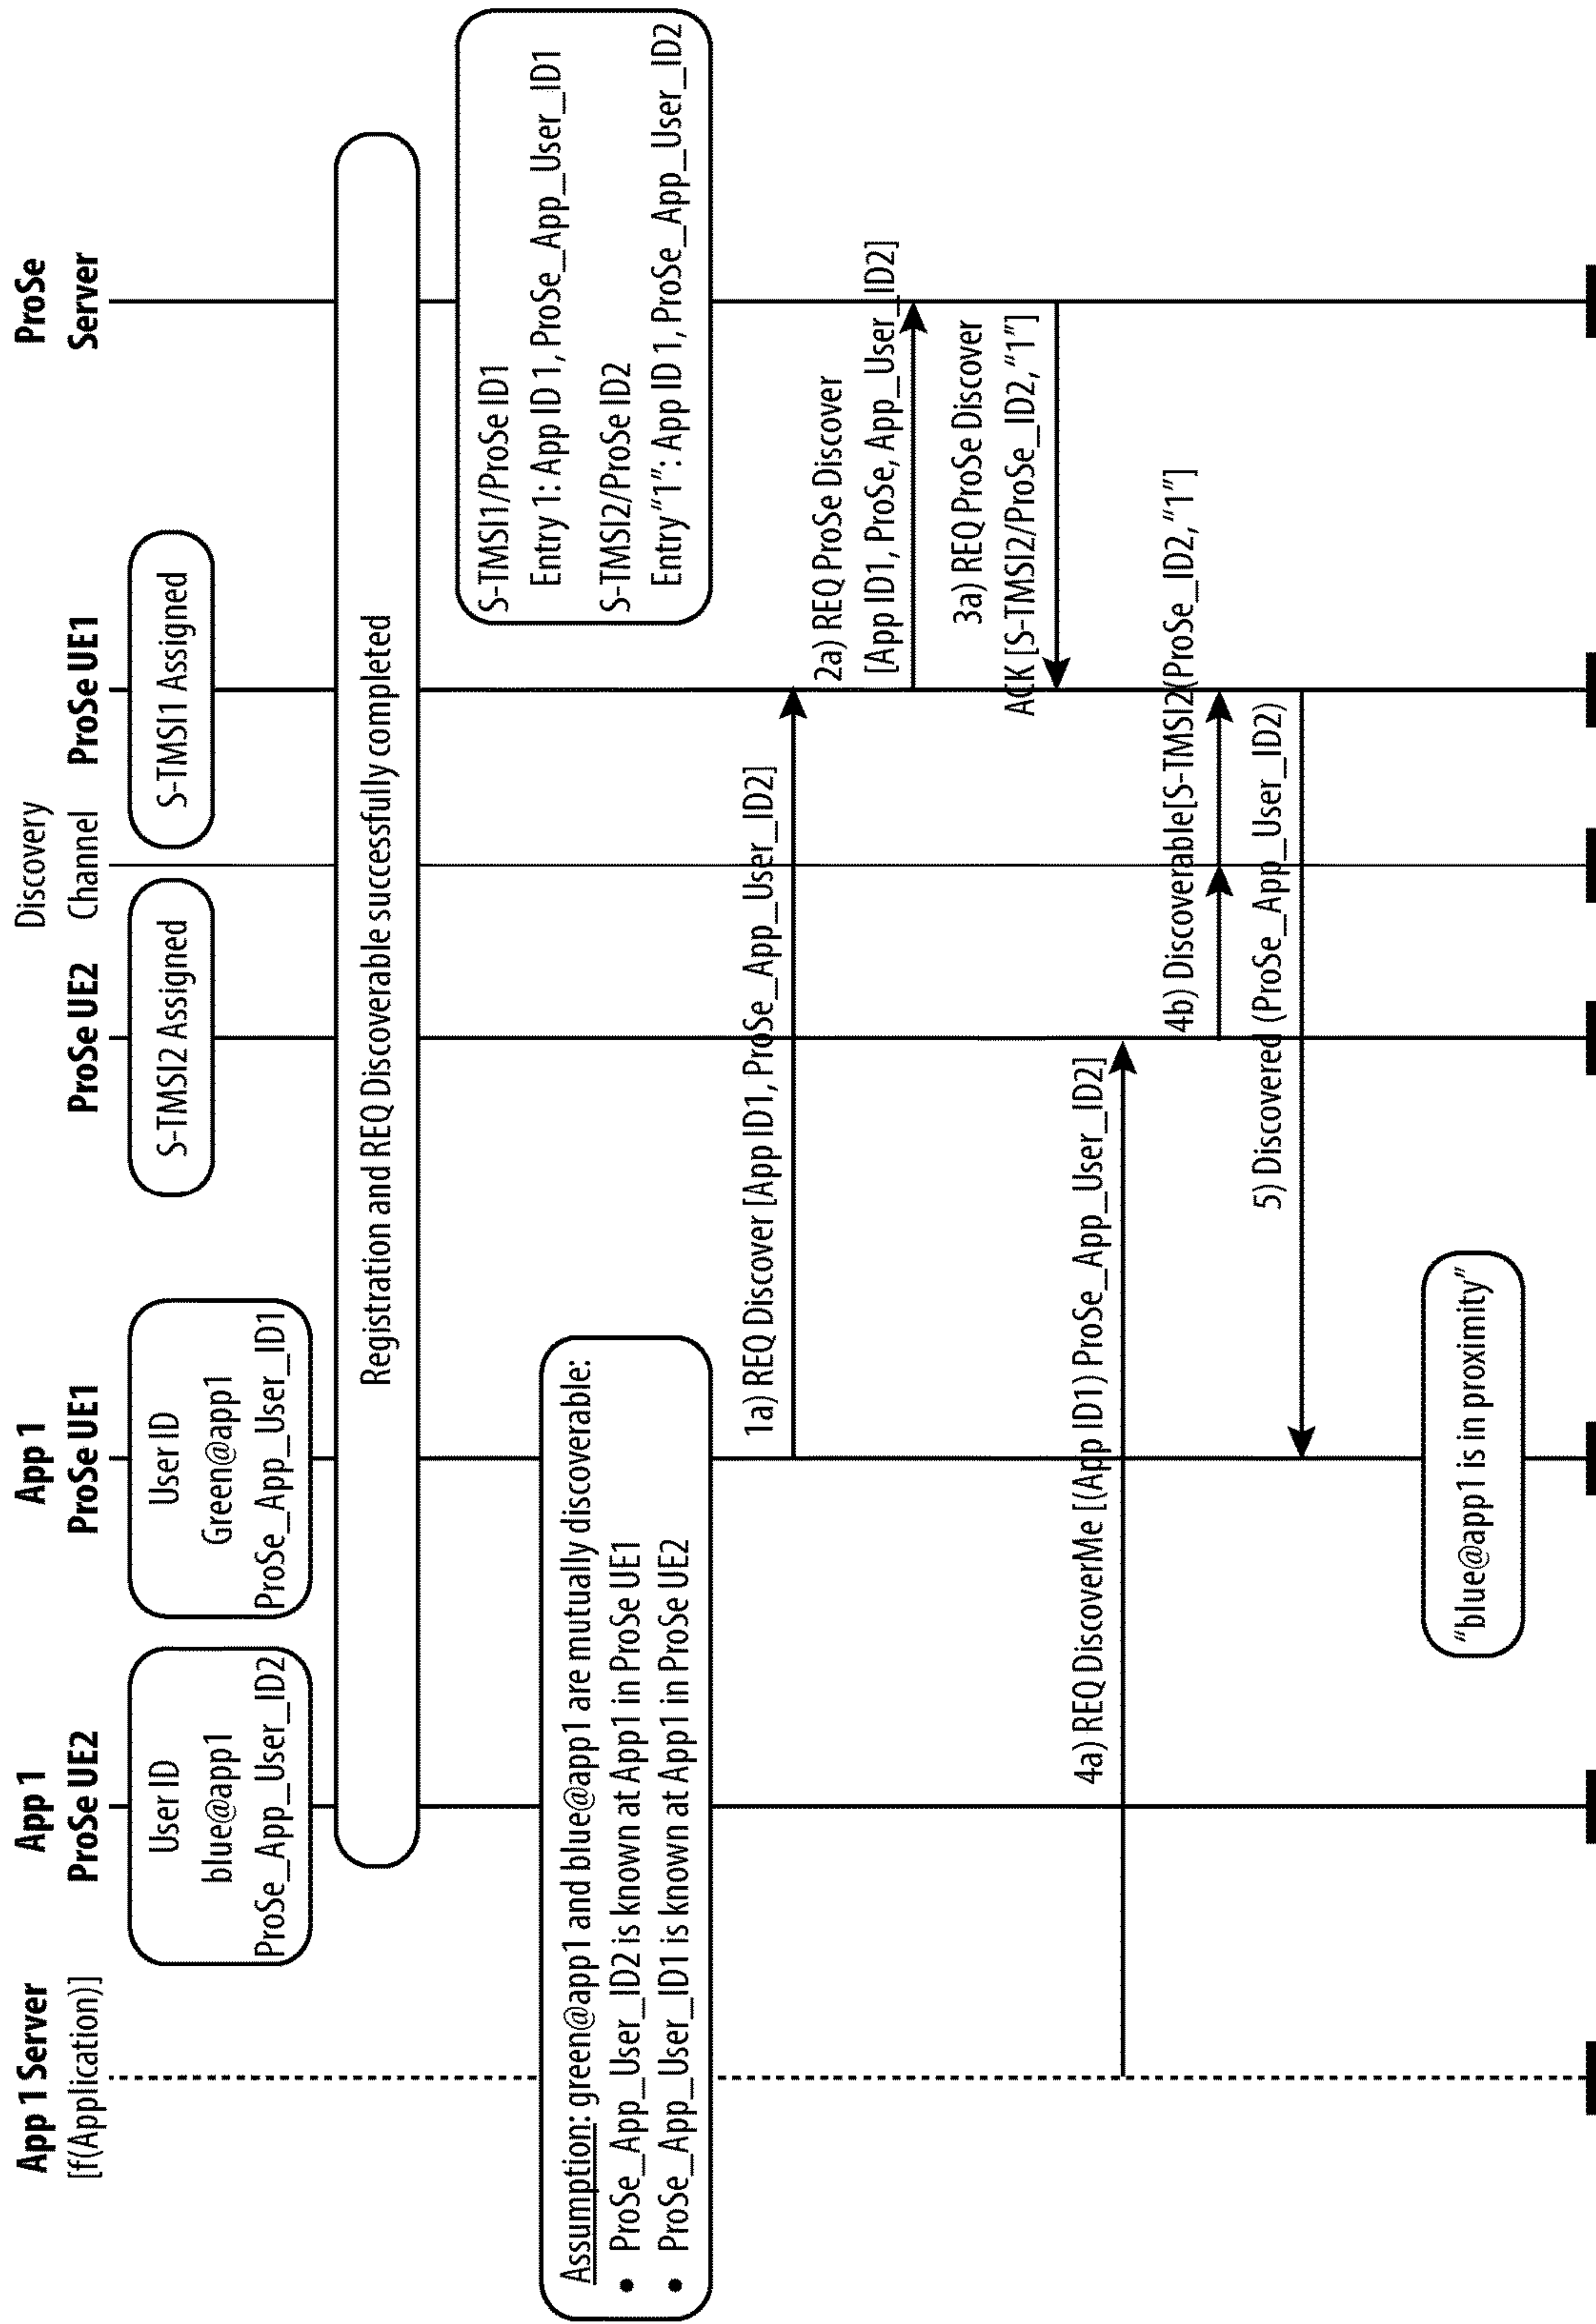 App 1 Server
[f(Application)]
App 1
ProSe UE2
App 1
ProSe UE1
ProSe UE2
Discovery
Channel
ProSe UE1
ProSe
Server
User ID
blue@app1
ProSe_App_User_ID2
User ID
Green@app1
ProSe_App_User_ID1
S-TMSI2 Assigned
S-TMSI1 Assigned
Registration and REQ Discoverable successfully completed
S-TMSI1/ProSe ID1
Entry 1: App ID 1, ProSe_App_User_ID1
S-TMSI2/ProSe ID2
Entry"1": App ID 1, ProSe_App_User_ID2
Assumption: green@app1 and blue@app1 are mutually discoverable:
• ProSe_App_User_ID2 is known at App1 in ProSe UE1
• ProSe_App_User_ID1 is known at App1 in ProSe UE2
1a) REQ Discover [App ID1, ProSe_App_User_ID2]
2a) REQ ProSe Discover
[App ID1, ProSe, App_User_ID2]
3a) REQ ProSe Discover
ACK [S-TMSI2/ProSe_ID2, "1"]
4a) REQ DiscoverMe [(App ID1) ProSe_App_User_ID2]
4b) Discoverable[S-TMSI2(ProSe_ID2, "1"]
5) Discovered (ProSe_App_User_ID2)
"blue@app1 is in proximity"